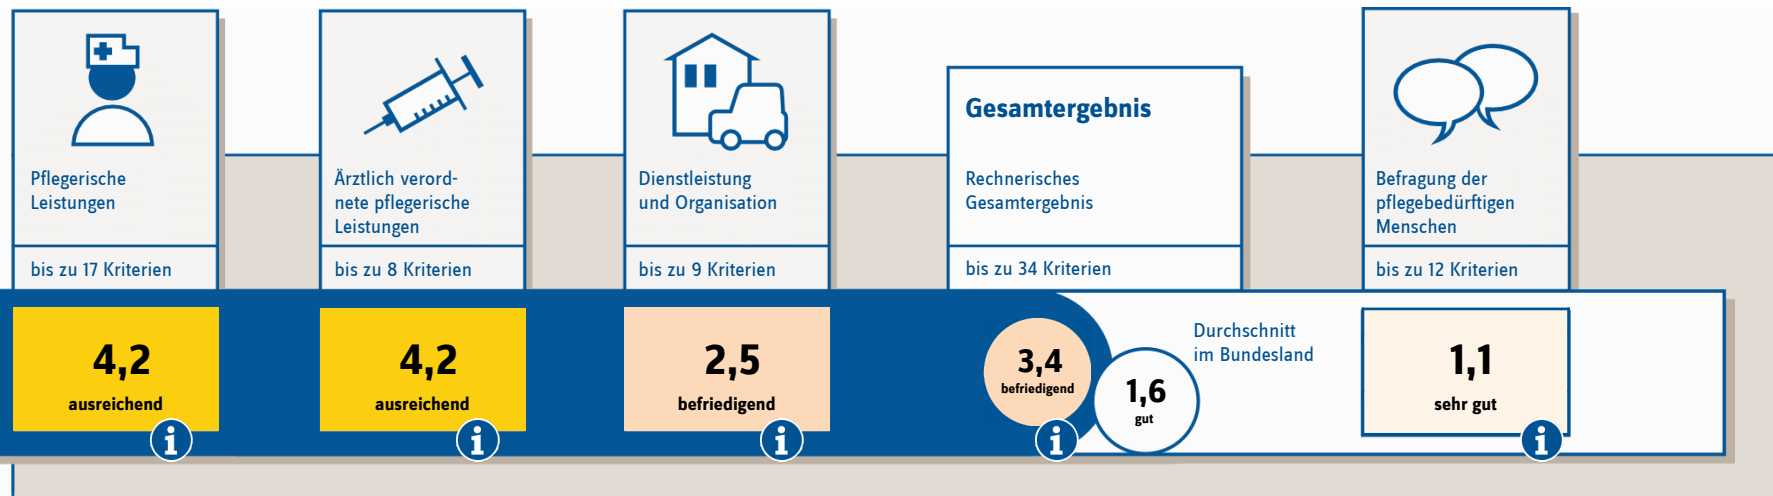 Pflegerische
Leistungen
bis zu 17 Kriterien
4,2
ausreichend
i
Ärztlich verord-
nete pflegerische
Leistungen
bis zu 8 Kriterien
4,2
ausreichend
i
Dienstleistung
und Organisation
bis zu 9 Kriterien
2,5
befriedigend
i
Gesamtergebnis
Rechnerisches
Gesamtergebnis
bis zu 34 Kriterien
3,4
befriedigend
i
Durchschnitt
im Bundesland
1,6
gut
Befragung der
pflegebedürftigen
Menschen
bis zu 12 Kriterien
1,1
sehr gut
i